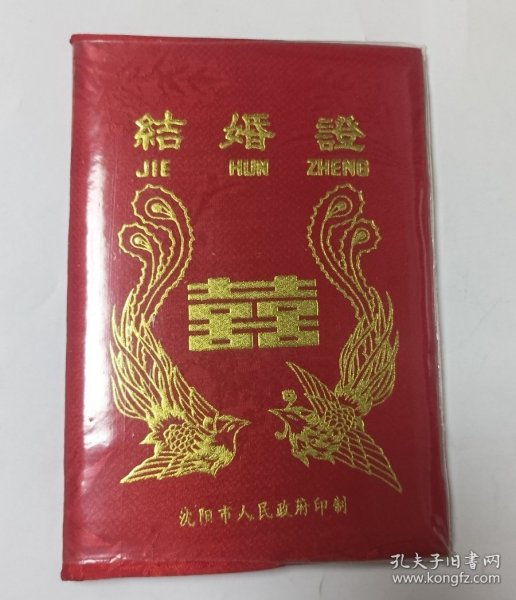 結婚證
JIE HUN ZHENG
囍
沈阳市人民政府印制
孔夫子旧书网
www.kongfz.com